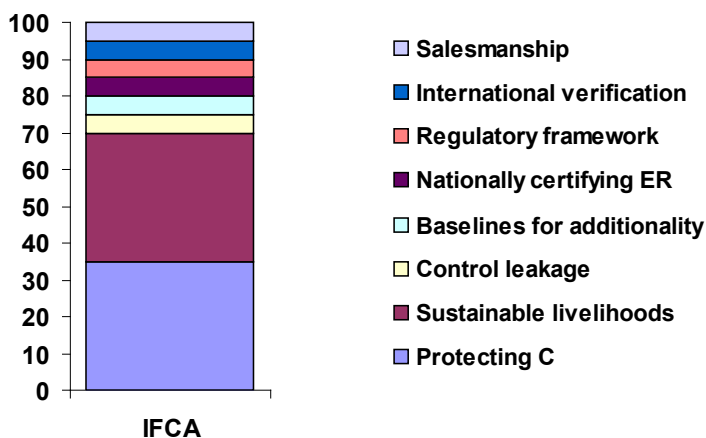 100
90
80
70
60
50
40
30
20
10
0
IFCA
Salesmanship
International verification
Regulatory framework
Nationally certifying ER
Baselines for additionality
Control leakage
Sustainable livelihoods
Protecting C